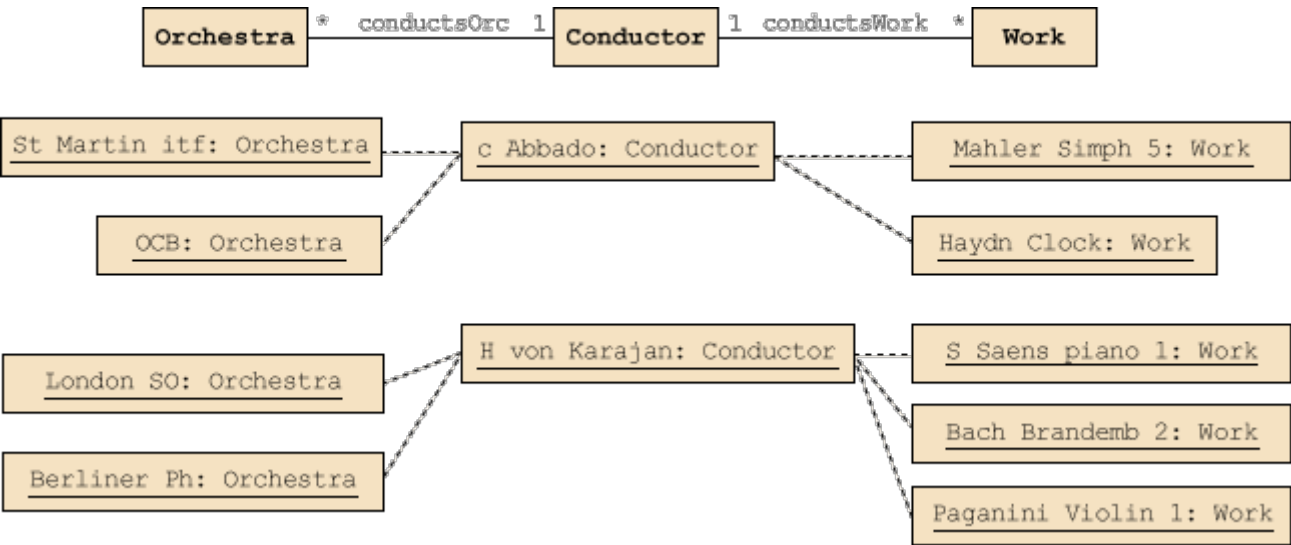 Orchestra * conductsOrc 1 Conductor 1 conductsWork * Work
St Martin itf: Orchestra
c Abbado: Conductor
Mahler Simph 5: Work
OCB: Orchestra
Haydn Clock: Work
H von Karajan: Conductor
S Saens piano 1: Work
London SO: Orchestra
Bach Brandemb 2: Work
Berliner Ph: Orchestra
Paganini Violin 1: Work